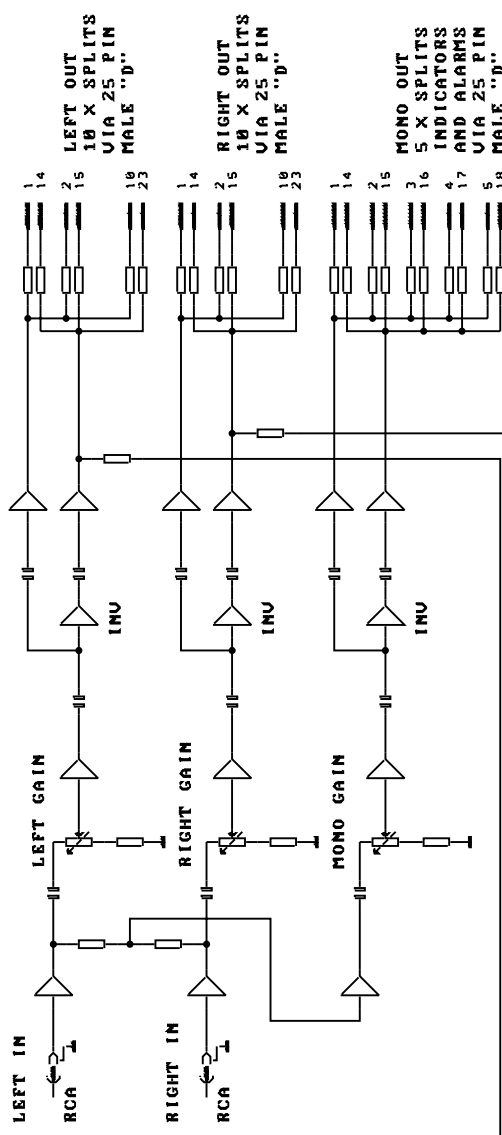 LEFT OUT
10 X SPLITS
VIA 25 PIN
MALE "D"
RIGHT OUT
10 X SPLITS
VIA 25 PIN
MALE "D"
MONO OUT
5 X SPLITS
INDICATORS
AND ALARMS
VIA 25 PIN
MALE "D"
1
14
2
15
10
23
1
14
2
15
10
23
1
14
2
15
3
16
4
17
5
18
INV
INV
INV
LEFT GAIN
RIGHT GAIN
MONO GAIN
LEFT IN
RCA
RIGHT IN
RCA